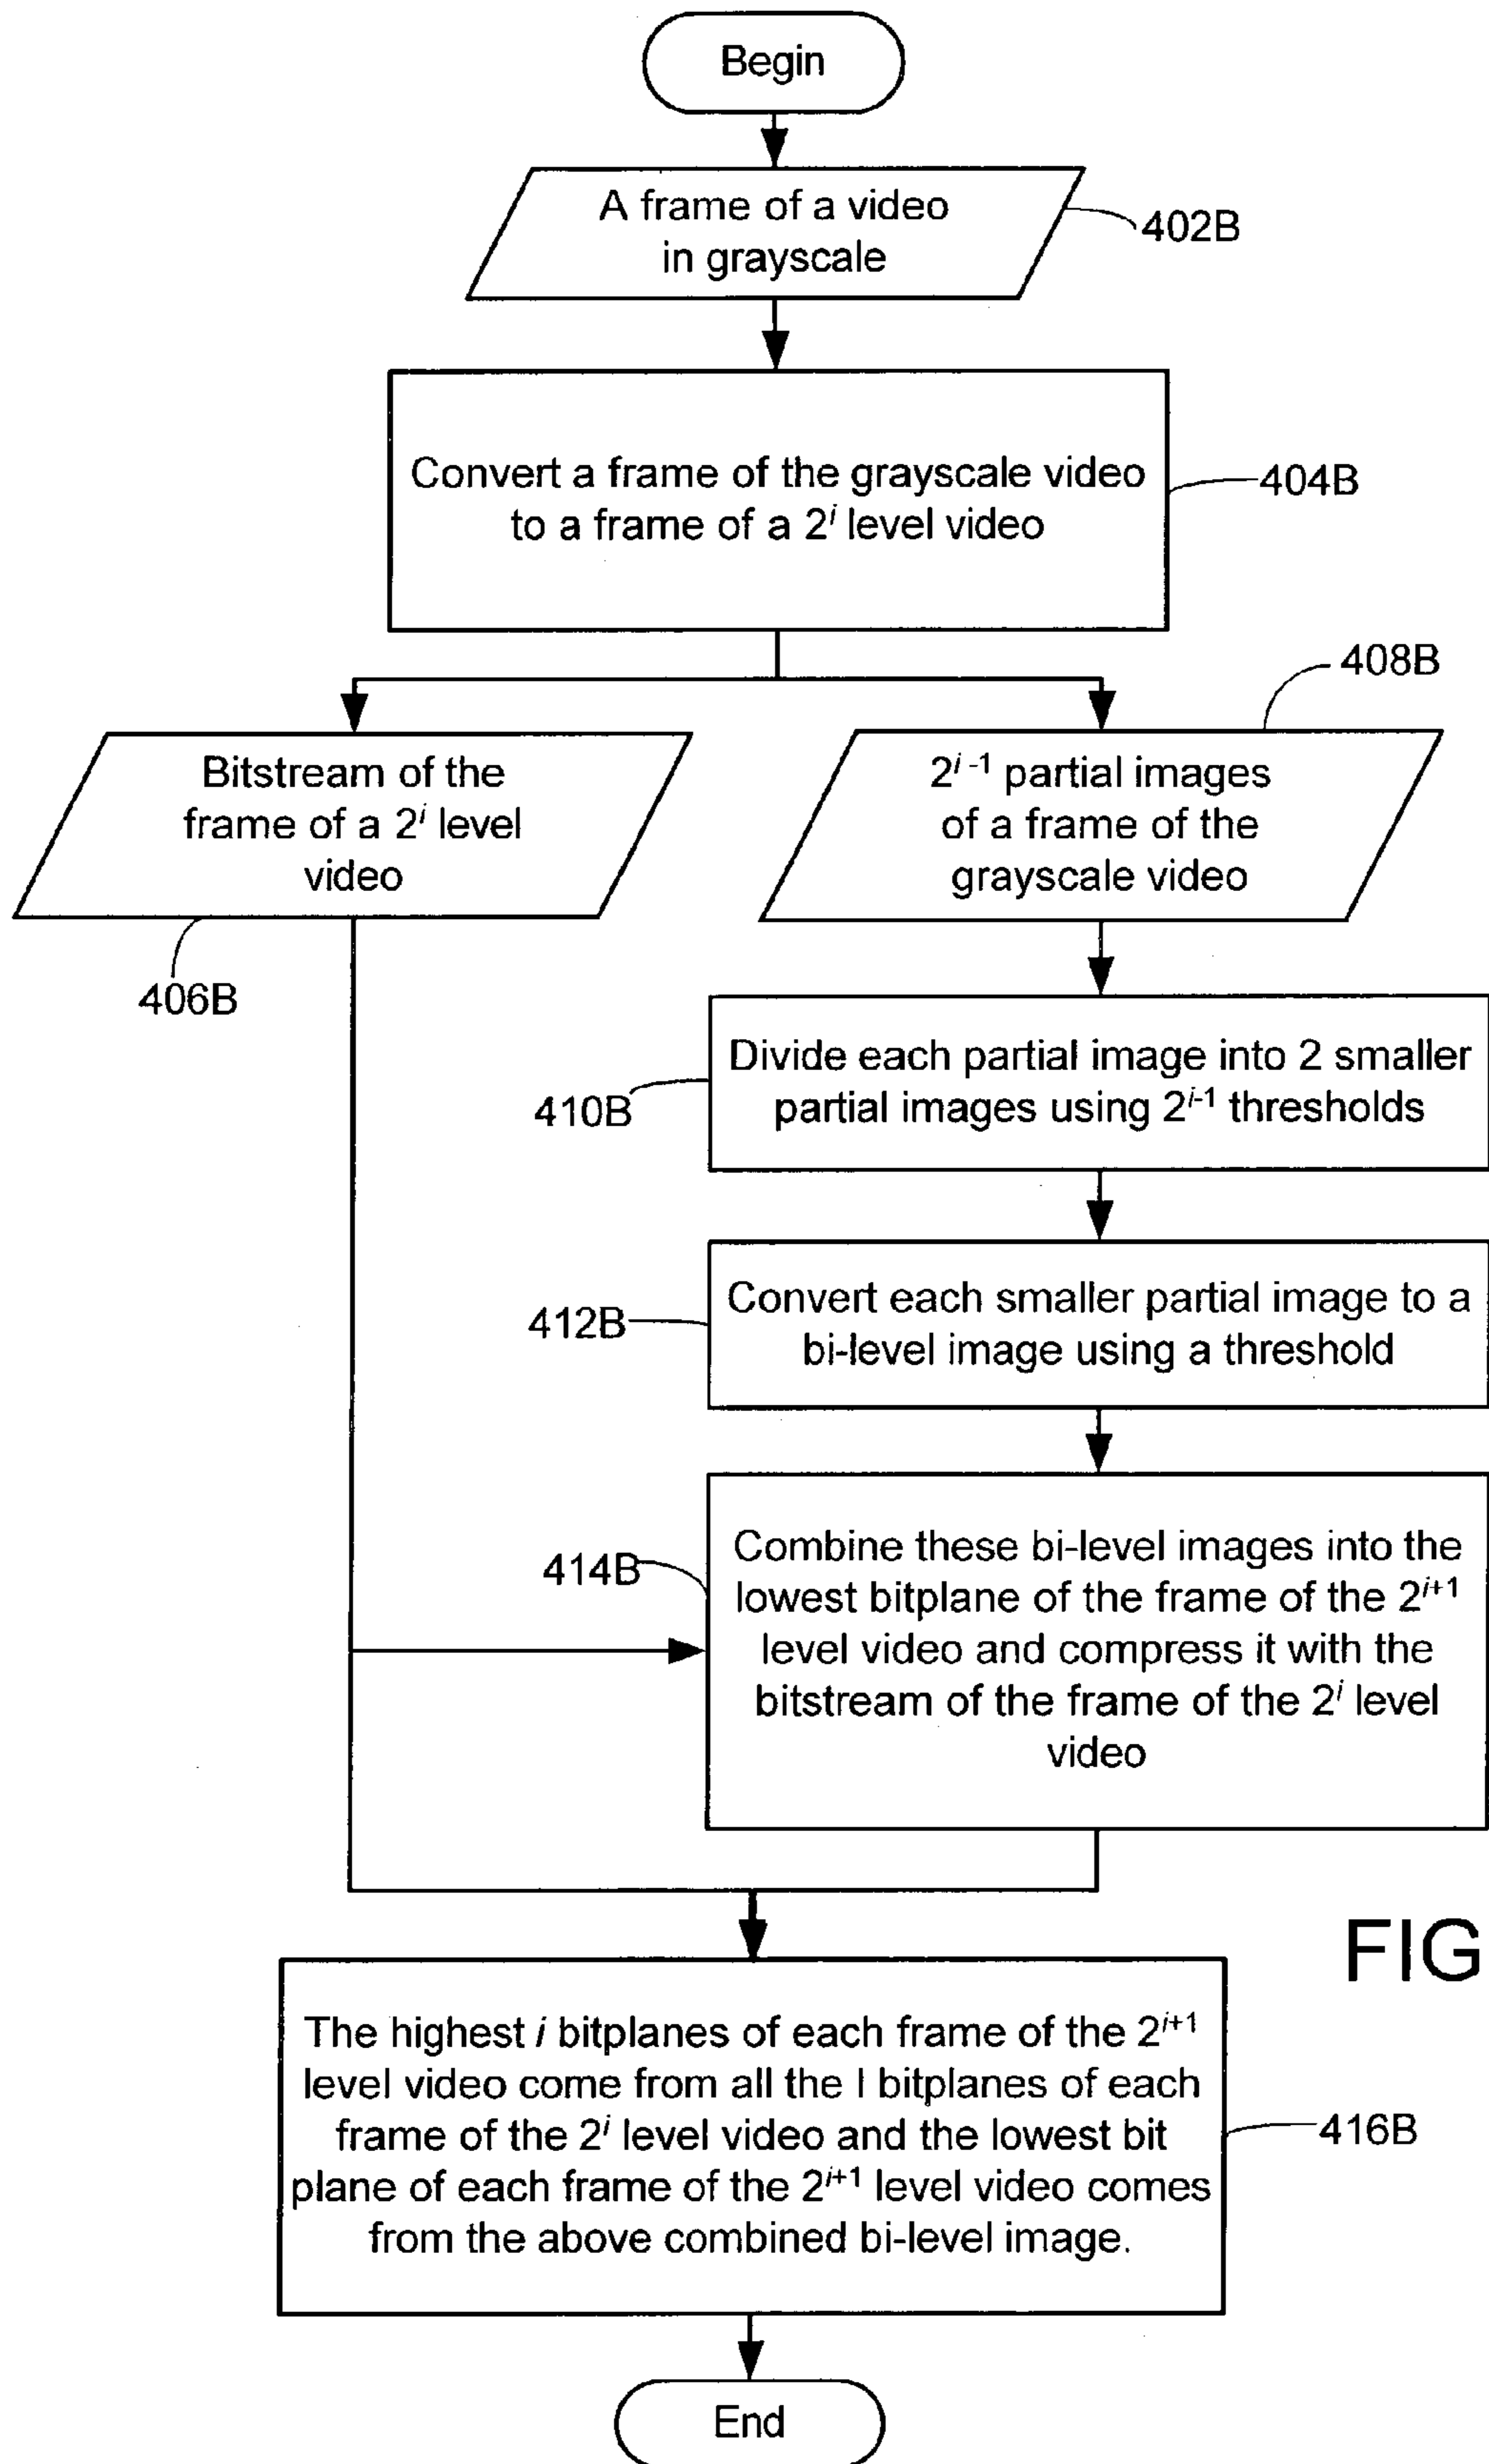 Begin
A frame of a video
in grayscale
402B
Convert a frame of the grayscale video
to a frame of a 2^i level video
404B
408B
Bitstream of the
frame of a 2^i level
video
406B
2^{i-1} partial images
of a frame of the
grayscale video
Divide each partial image into 2 smaller
partial images using 2^{i-1} thresholds
410B
Convert each smaller partial image to a
bi-level image using a threshold
412B
Combine these bi-level images into the
lowest bitplane of the frame of the 2^{i+1}
level video and compress it with the
bitstream of the frame of the 2^i level
video
414B
FIG
The highest i bitplanes of each frame of the 2^{i+1}
level video come from all the I bitplanes of each
frame of the 2^i level video and the lowest bit
plane of each frame of the 2^{i+1} level video comes
from the above combined bi-level image.
416B
End